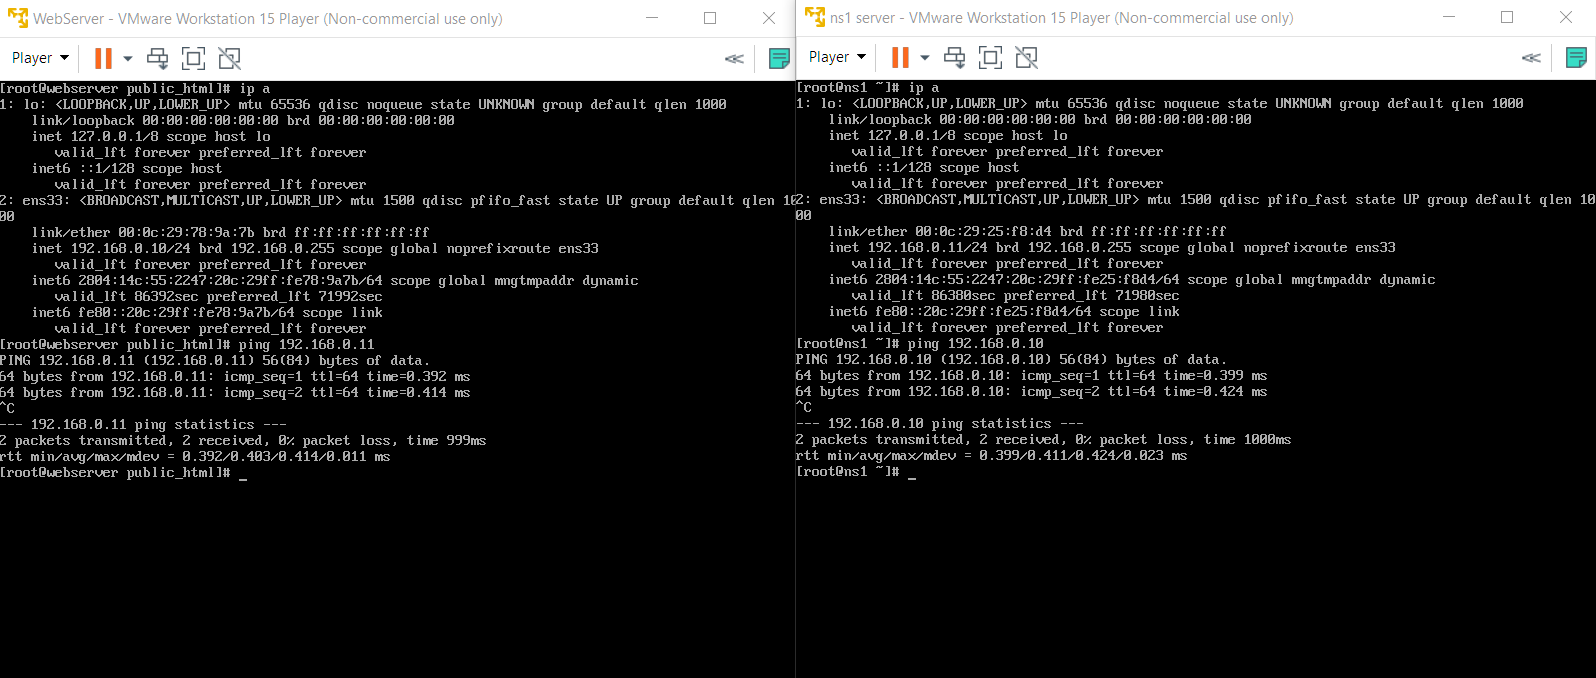 WebServer - VMware Workstation 15 Player (Non-commercial use only)
Player
[root@webserver public_html]# ip a
1: lo: <LOOPBACK,UP,LOWER_UP> mtu 65536 qdisc noqueue state UNKNOWN group default qlen 1000
link/loopback 00:00:00:00:00:00 brd 00:00:00:00:00:00
inet 127.0.0.1/8 scope host lo
valid_lft forever preferred_lft forever
inet6 ::1/128 scope host
valid_lft forever preferred_lft forever
2: ens33: <BROADCAST,MULTICAST,UP,LOWER_UP> mtu 1500 qdisc pfifo_fast state UP group default qlen 10
00
link/ether 00:0c:29:78:9a:7b brd ff:ff:ff:ff:ff:ff
inet 192.168.0.10/24 brd 192.168.0.255 scope global noprefixroute ens33
valid_lft forever preferred_lft forever
inet6 2804:14c:55:2247:20c:29ff:fe78:9a7b/64 scope global mngtmpaddr dynamic
valid_lft 86392sec preferred_lft 71992sec
inet6 fe80::20c:29ff:fe78:9a7b/64 scope link
valid_lft forever preferred_lft forever
[root@webserver public_html]# ping 192.168.0.11
PING 192.168.0.11 (192.168.0.11) 56(84) bytes of data.
64 bytes from 192.168.0.11: icmp_seq=1 ttl=64 time=0.392 ms
64 bytes from 192.168.0.11: icmp_seq=2 ttl=64 time=0.414 ms
^C
--- 192.168.0.11 ping statistics ---
2 packets transmitted, 2 received, 0% packet loss, time 999ms
rtt min/avg/max/mdev = 0.392/0.403/0.414/0.011 ms
[root@webserver public_html]# _
ns1 server - VMware Workstation 15 Player (Non-commercial use only)
Player
[root@ns1 ~]# ip a
1: lo: <LOOPBACK,UP,LOWER_UP> mtu 65536 qdisc noqueue state UNKNOWN group default qlen 1000
link/loopback 00:00:00:00:00:00 brd 00:00:00:00:00:00
inet 127.0.0.1/8 scope host lo
valid_lft forever preferred_lft forever
inet6 ::1/128 scope host
valid_lft forever preferred_lft forever
2: ens33: <BROADCAST,MULTICAST,UP,LOWER_UP> mtu 1500 qdisc pfifo_fast state UP group default qlen 10
00
link/ether 00:0c:29:25:f8:d4 brd ff:ff:ff:ff:ff:ff
inet 192.168.0.11/24 brd 192.168.0.255 scope global noprefixroute ens33
valid_lft forever preferred_lft forever
inet6 2804:14c:55:2247:20c:29ff:fe25:f8d4/64 scope global mngtmpaddr dynamic
valid_lft 86380sec preferred_lft 71980sec
inet6 fe80::20c:29ff:fe25:f8d4/64 scope link
valid_lft forever preferred_lft forever
[root@ns1 ~]# ping 192.168.0.10
PING 192.168.0.10 (192.168.0.10) 56(84) bytes of data.
64 bytes from 192.168.0.10: icmp_seq=1 ttl=64 time=0.399 ms
64 bytes from 192.168.0.10: icmp_seq=2 ttl=64 time=0.424 ms
^C
--- 192.168.0.10 ping statistics ---
2 packets transmitted, 2 received, 0% packet loss, time 1000ms
rtt min/avg/max/mdev = 0.399/0.411/0.424/0.023 ms
[root@ns1 ~]# _